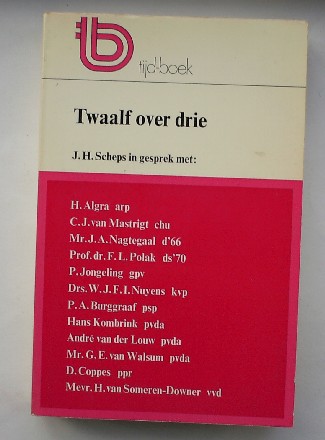 tijd-boek
Twaalf over drie
J. H. Scheps in gesprek met:
H. Algra arp
C. J. van Mastrigt chu
Mr. J. A. Nagtegaal d'66
Prof. dr. F. L. Polak ds'70
P. Jongeling gpv
Drs. W. J. F. I. Nuyens kvp
P. A. Burggraaf psp
Hans Kombrink pvda
André van der Louw pvda
Mr. G. E. van Walsum pvda
D. Coppes ppr
Mevr. H. van Someren-Downer vvd